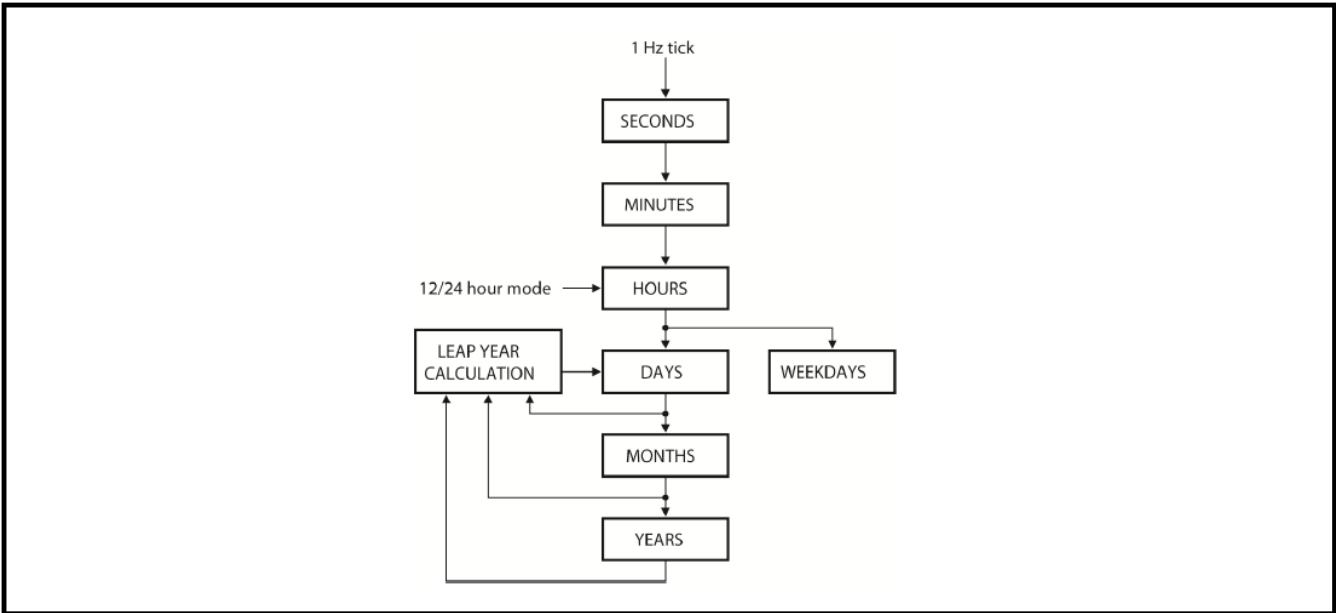 1 Hz tick
SECONDS
MINUTES
12/24 hour mode
HOURS
LEAP YEAR
CALCULATION
DAYS
WEEKDAYS
MONTHS
YEARS